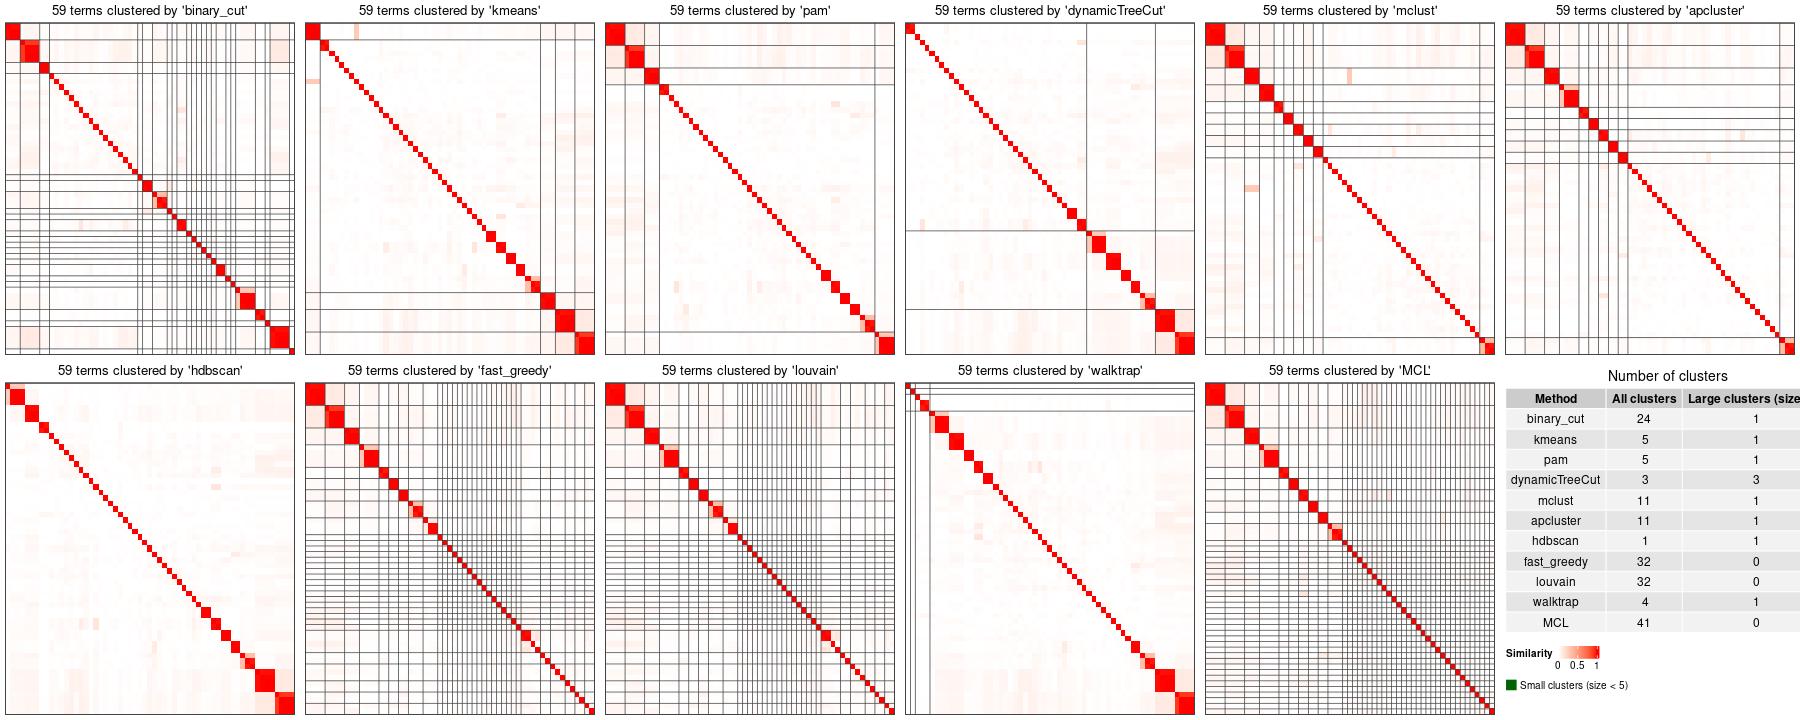 59 terms clustered by 'binary_cut'
59 terms clustered by 'kmeans'
59 terms clustered by 'pam'
59 terms clustered by 'dynamicTreeCut'
59 terms clustered by 'mclust'
59 terms clustered by 'apcluster'
59 terms clustered by 'hdbscan'
59 terms clustered by 'fast_greedy'
59 terms clustered by 'louvain'
59 terms clustered by 'walktrap'
59 terms clustered by 'MCL'
Number of clusters
Method All clusters Large clusters (size
binary_cut 24 1
kmeans 5 1
pam 5 1
dynamicTreeCut 3 3
mclust 11 1
apcluster 11 1
hdbscan 1 1
fast_greedy 32 0
louvain 32 0
walktrap 4 1
MCL 41 0
Similarity
0 0.5 1
Small clusters (size < 5)